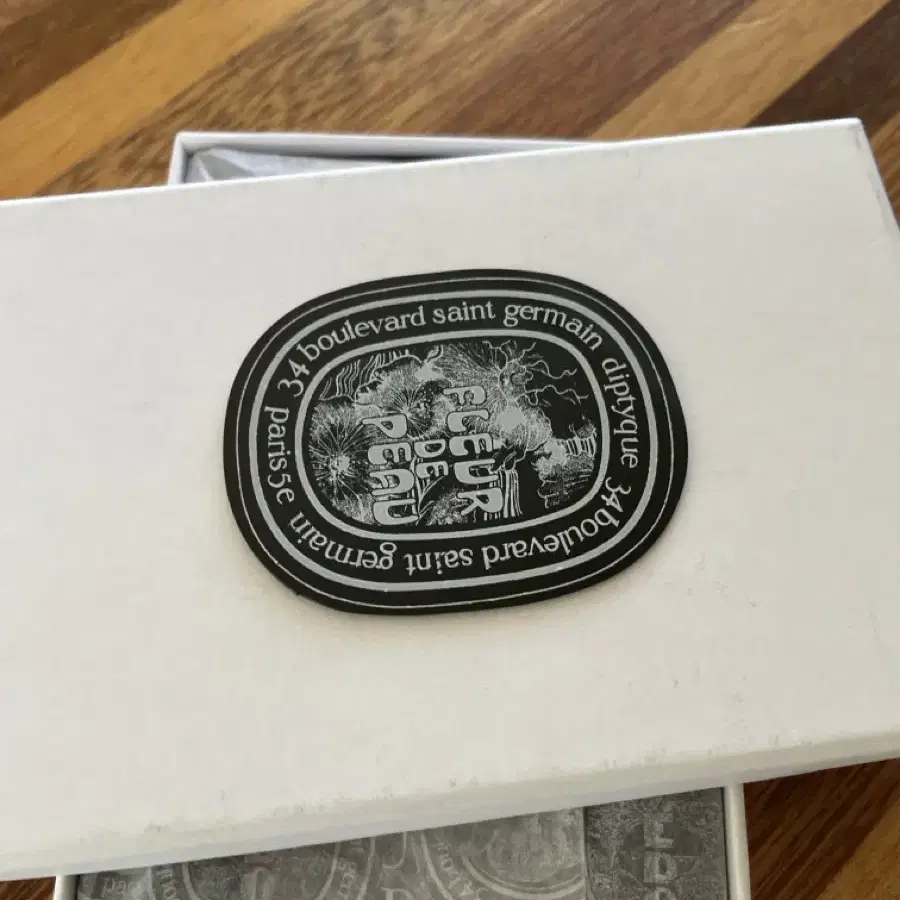 34 boulevard saint germain diptyque 34 boulevard saint germain paris5e
FLEUR
DE
PEAU